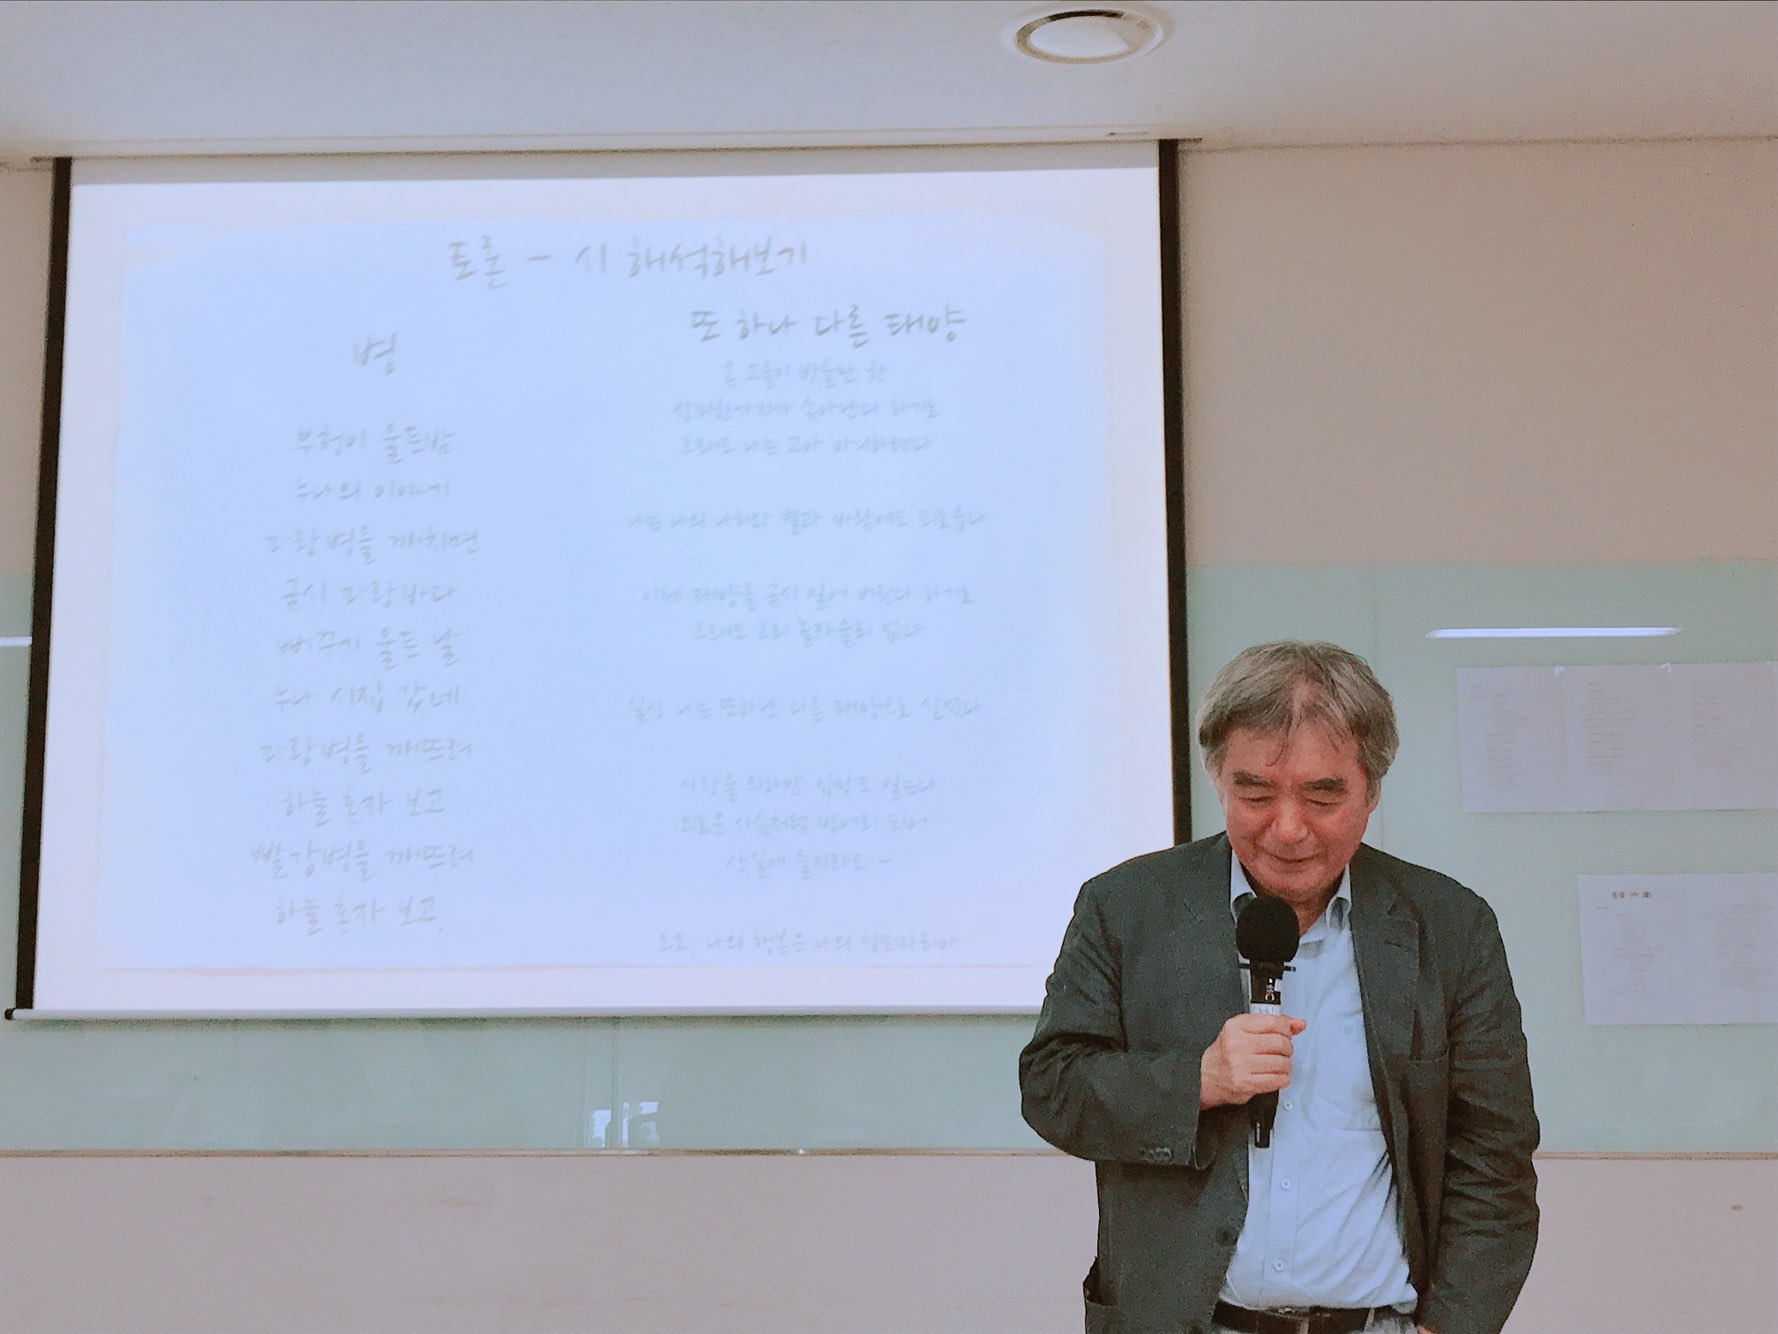 토론 - 시 해석해보기
병
부헝이 울든밤
누나의 이야기
파랑병을 깨치면
금시 파랑바다
뻐꾸기 울든 날
누나 시집 갔네
파랑병을 깨뜨려
하늘 혼자 보고
빨강병을 깨뜨려
하늘 혼자 보고.
또 하나 다른 태양
온 고을이 받들만 한
장미한가지가 솟아난다 하기로
그래도 나는 고아 아니하련다
나는 나의 나히와 별과 바람에도 피로웁다
이제 태양을 금시 잃어 버린다 하기로
그래도 그리 놀라울리 없다
실상 나는 또하나 다른 태양으로 살었다
사랑을 위하얀 입맛도 잃는다
외로운 사슴처럼 벙어리 되어
산길에 슬지라도 -
오오, 나의 행복은 나의 성모마리아